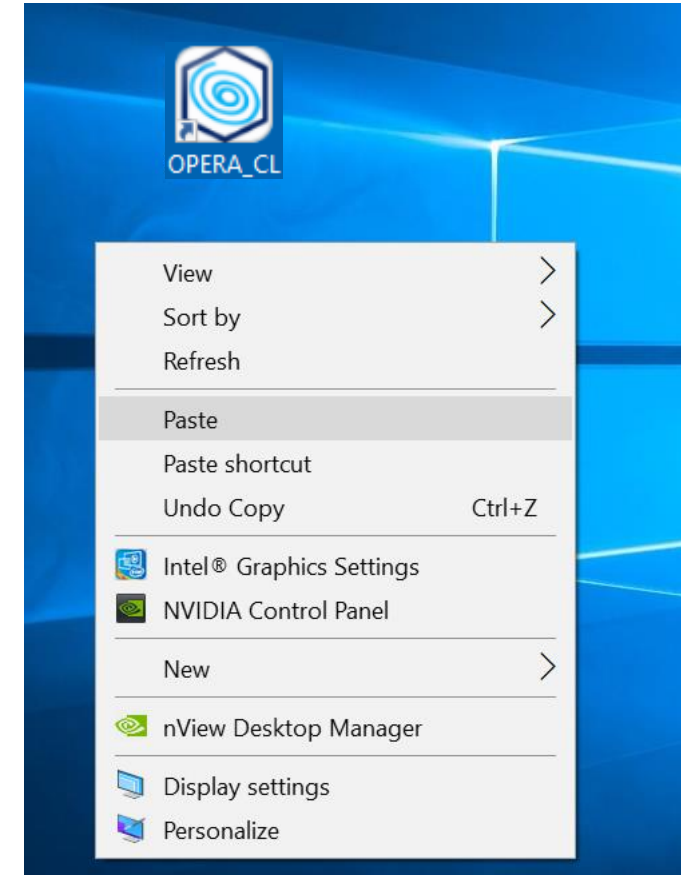 OPERA_CL
View
Sort by
Refresh
Paste
Paste shortcut
Undo Copy Ctrl+Z
Intel® Graphics Settings
NVIDIA Control Panel
New
nView Desktop Manager
Display settings
Personalize